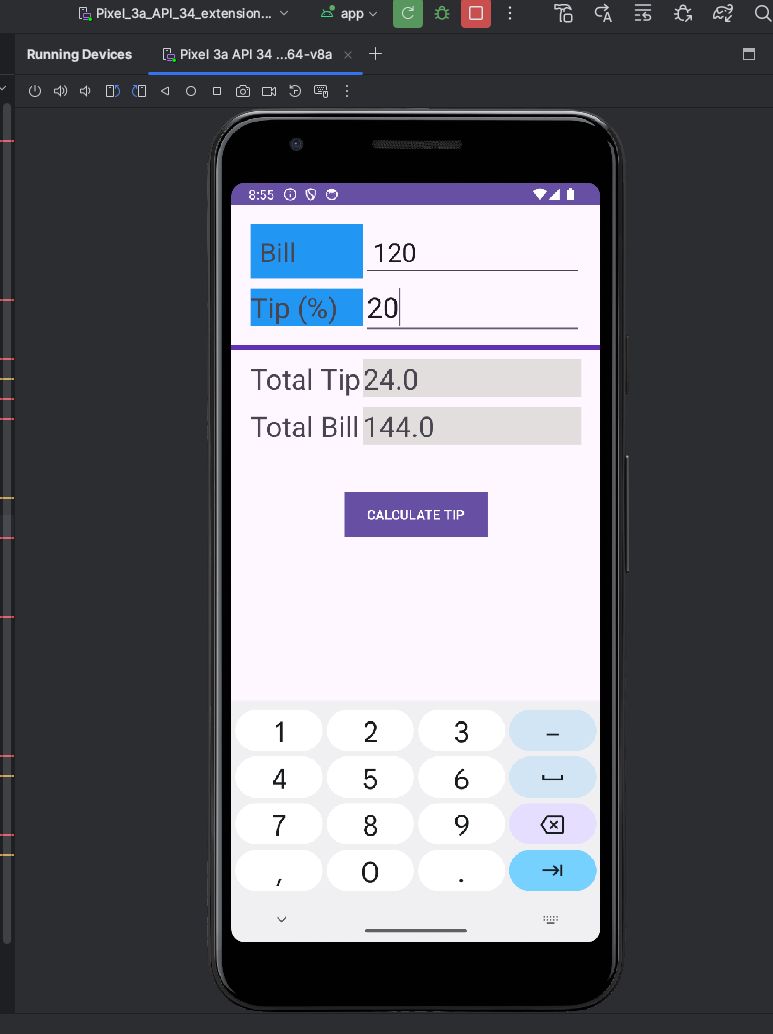 Pixel_3a_API_34_extension... app
Running Devices Pixel 3a API 34 ...64-v8a
8:55
Bill 120
Tip (%) 20
Total Tip 24.0
Total Bill 144.0
CALCULATE TIP
1 2 3 –
4 5 6
7 8 9
, 0 .